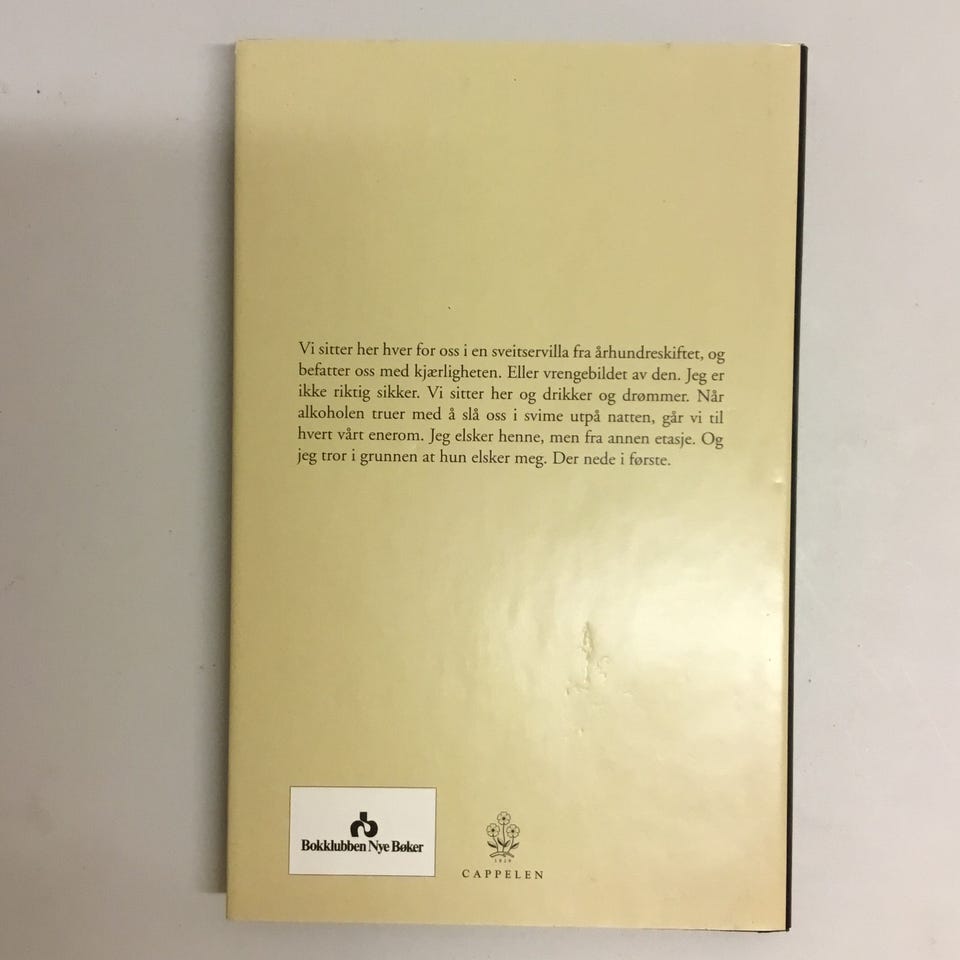 Vi sitter her hver for oss i en sveitservilla fra århundreskiftet, og
befatter oss med kjærligheten. Eller vrengebildet av den. Jeg er
ikke riktig sikker. Vi sitter her og drikker og drømmer. Når
alkoholen truer med å slå oss i svime utpå natten, går vi til
hvert vårt enerom. Jeg elsker henne, men fra annen etasje. Og
jeg tror i grunnen at hun elsker meg. Der nede i første.
Bokklubben Nye Bøker
1829
CAPPELEN